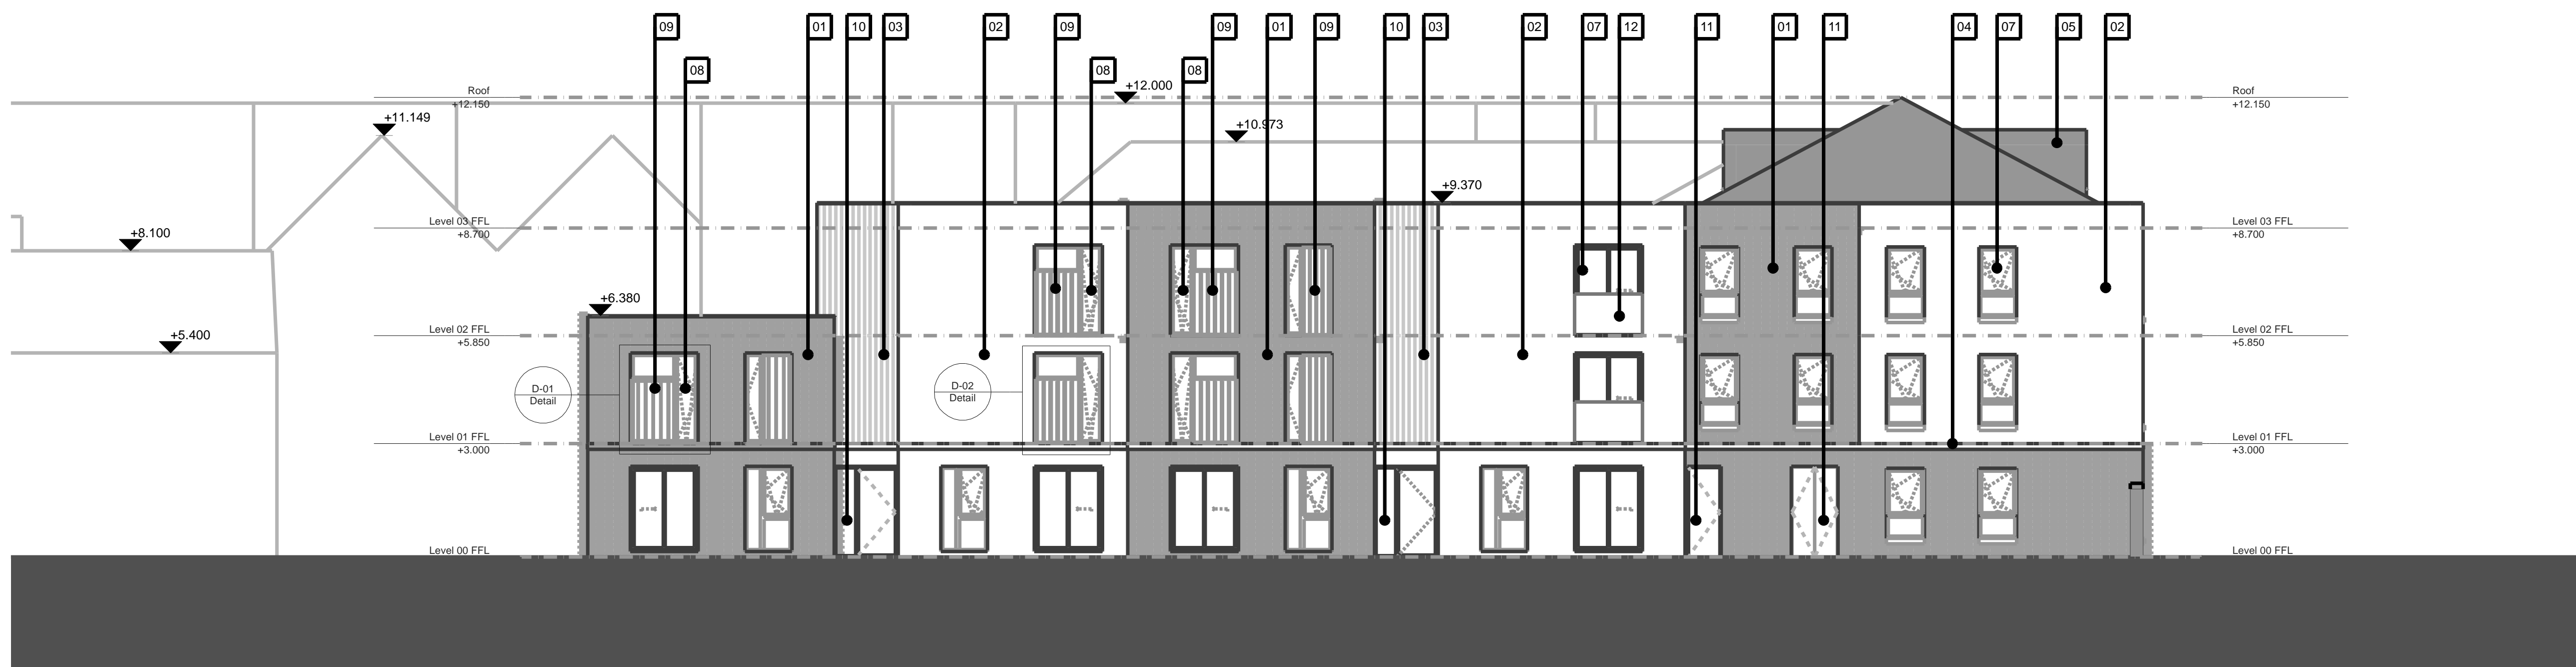 09 01 10 03 02 09 09 01 09 10 03 02 07 12 11 01 11 04 07 05 02
08 08 08
+12.000
Roof
+12.150
Roof
+12.150
+11.149
+10.973
+9.370
Level 03 FFL
+8.700
Level 03 FFL
+8.700
+8.100
+6.380
+5.400
Level 02 FFL
+5.850
Level 02 FFL
+5.850
D-01
Detail
D-02
Detail
Level 01 FFL
+3.000
Level 01 FFL
+3.000
Level 00 FFL
Level 00 FFL